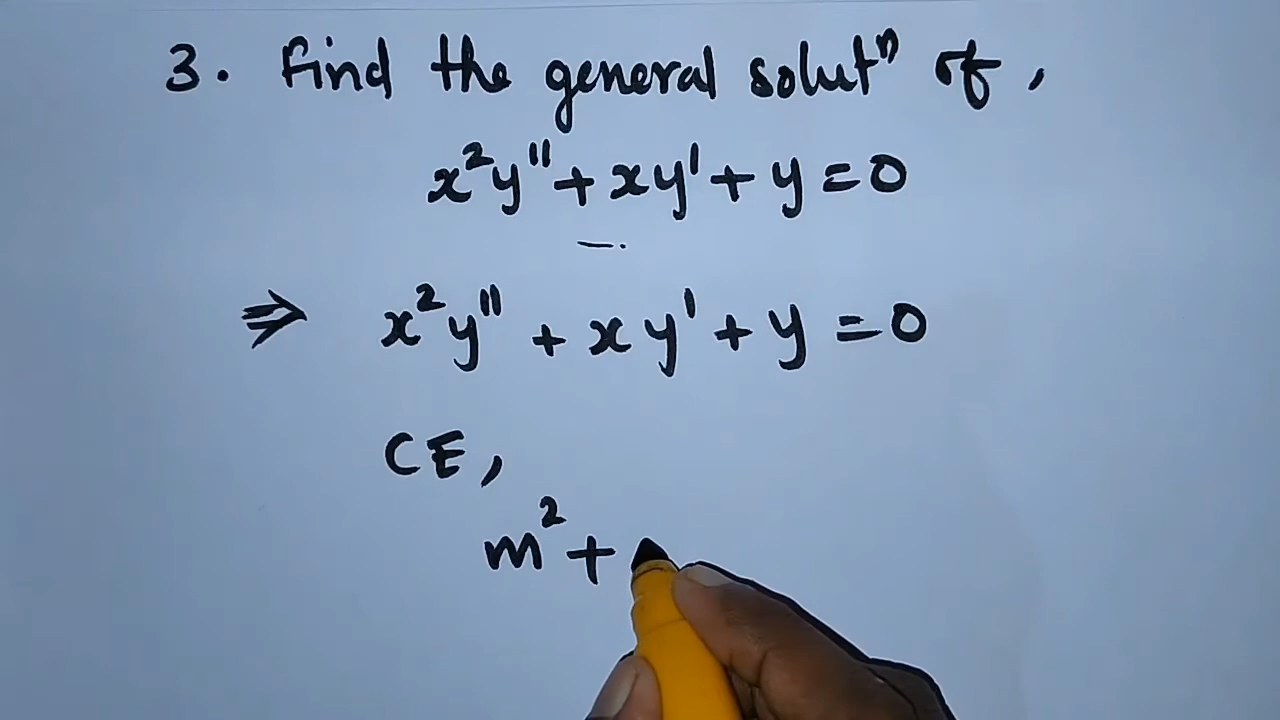 3. Find the general solutⁿ of,
x²y'' + xy' + y = 0
⇒ x²y'' + xy' + y = 0
CE,
m² +